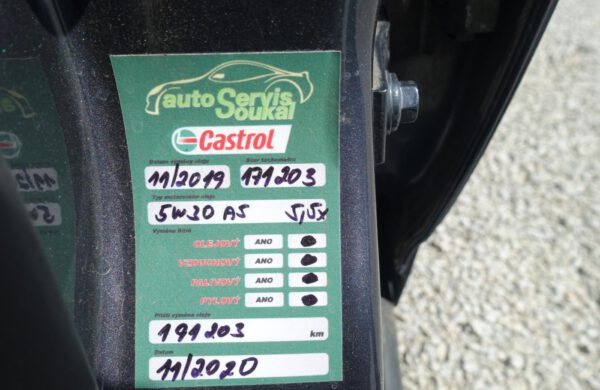 auto Servis
Soukal
Castrol
Datum výměny oleje Stav tachometru
11/2019 171203
Typ motorového oleje
5W30 A5 5,5x
Výměna filtrů
OLEJOVÝ ANO
VZDUCHOVÝ ANO
PALIVOVÝ ANO
PYLOVÝ ANO
Příští výměna oleje
191203 km
Datum
11/2020